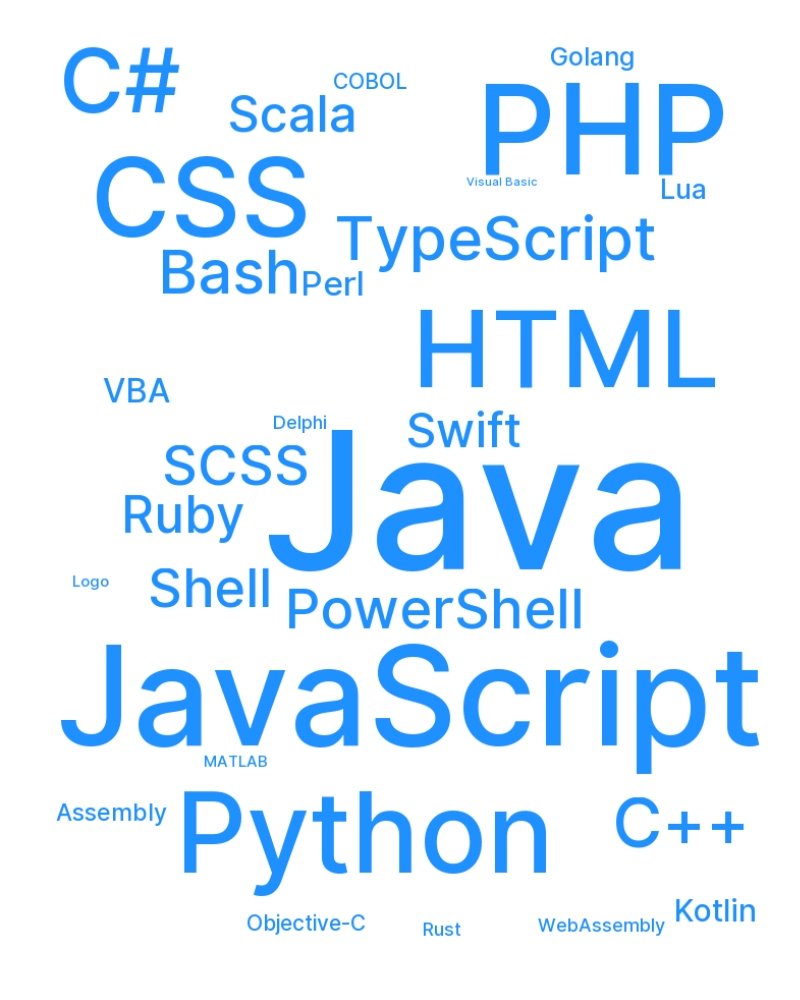 C#
COBOL
Scala
Golang
PHP
Visual Basic
Lua
CSS
TypeScript
Bash
Perl
HTML
VBA
Delphi
Swift
SCSS
Java
Ruby
Logo
Shell
PowerShell
JavaScript
MATLAB
Assembly
Python
C++
Objective-C
Rust
WebAssembly
Kotlin